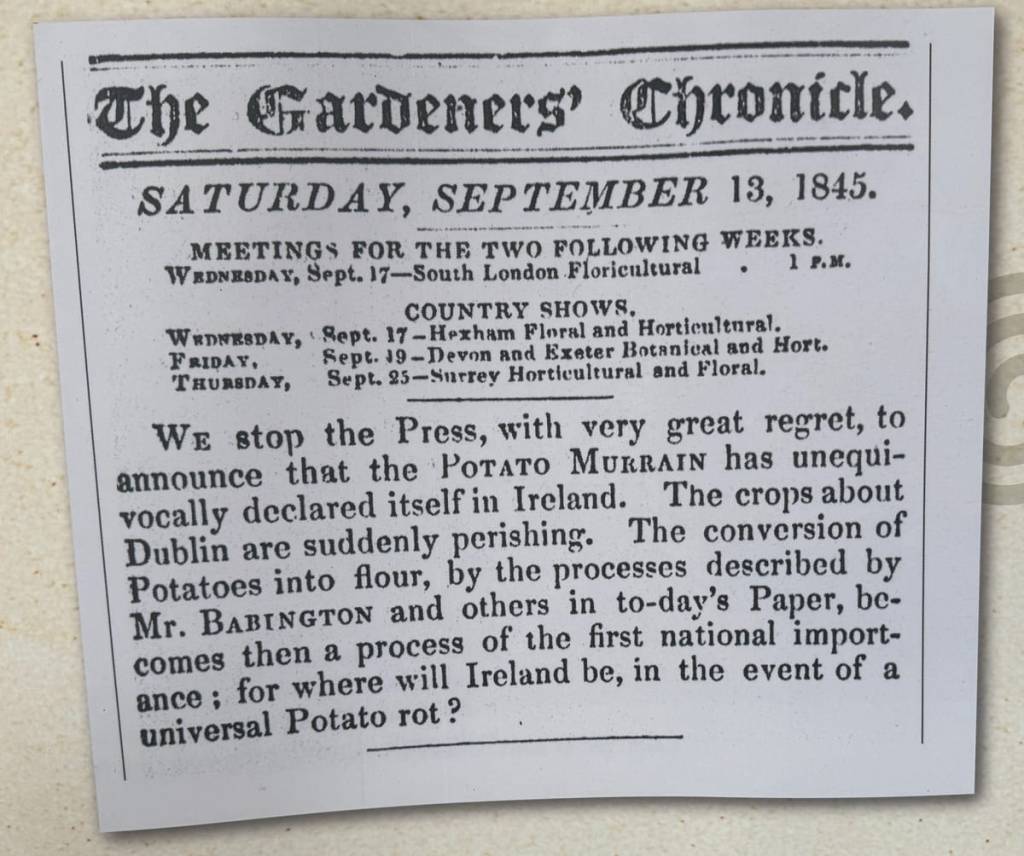 The Gardeners' Chronicle.
SATURDAY, SEPTEMBER 13, 1845.
MEETINGS FOR THE TWO FOLLOWING WEEKS.
WEDNESDAY, Sept. 17—South London Floricultural . 1 P.M.
COUNTRY SHOWS.
WEDNESDAY, Sept. 17—Hexham Floral and Horticultural.
FRIDAY, Sept. 19—Devon and Exeter Botanical and Hort.
THURSDAY, Sept. 25—Surrey Horticultural and Floral.
WE stop the Press, with very great regret, to
announce that the POTATO MURRAIN has unequi-
vocally declared itself in Ireland. The crops about
Dublin are suddenly perishing. The conversion of
Potatoes into flour, by the processes described by
Mr. BABINGTON and others in to-day's Paper, be-
comes then a process of the first national import-
ance; for where will Ireland be, in the event of a
universal Potato rot?